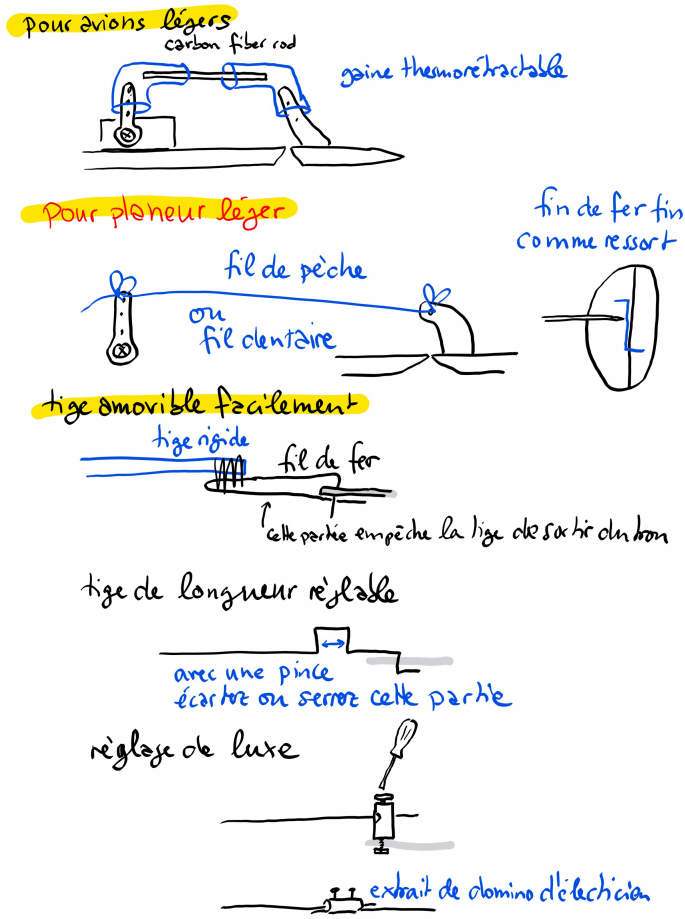 pour avions légers
carbon fiber rod
gaine thermorétractable
Pour planeur léger
fin de fer fin
comme ressort
fil de pèche
ou
fil dentaire
tige amovible facilement
tige rigide
fil de fer
cette partée empêche la tige de sortir du trou
tige de longueur réglable
avec une pince
écartez ou serrez cette partie
réglage de luxe
extrait de domino d'électricien